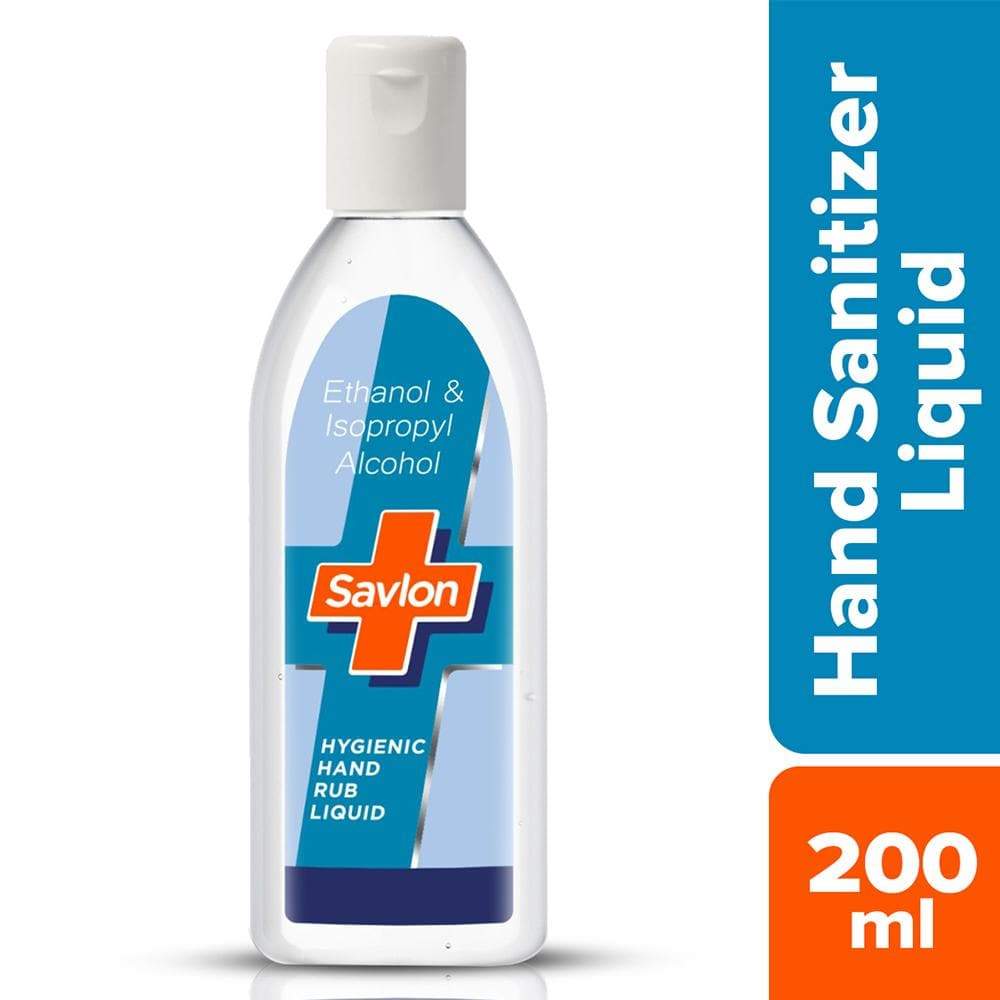 Ethanol &
Isopropyl
Alcohol
Savlon
HYGIENIC
HAND
RUB
LIQUID
Hand Sanitizer
Liquid
200
ml